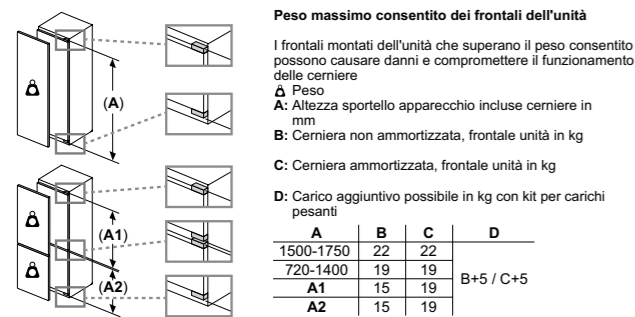 (A)
(A1)
(A2)
Peso massimo consentito dei frontali dell'unità
I frontali montati dell'unità che superano il peso consentito
possono causare danni e compromettere il funzionamento
delle cerniere
Peso
A: Altezza sportello apparecchio incluse cerniere in
mm
B: Cerniera non ammortizzata, frontale unità in kg
C: Cerniera ammortizzata, frontale unità in kg
D: Carico aggiuntivo possibile in kg con kit per carichi
pesanti
A B C D
1500-1750 22 22
720-1400 19 19
B+5 / C+5
A1 15 19
A2 15 19